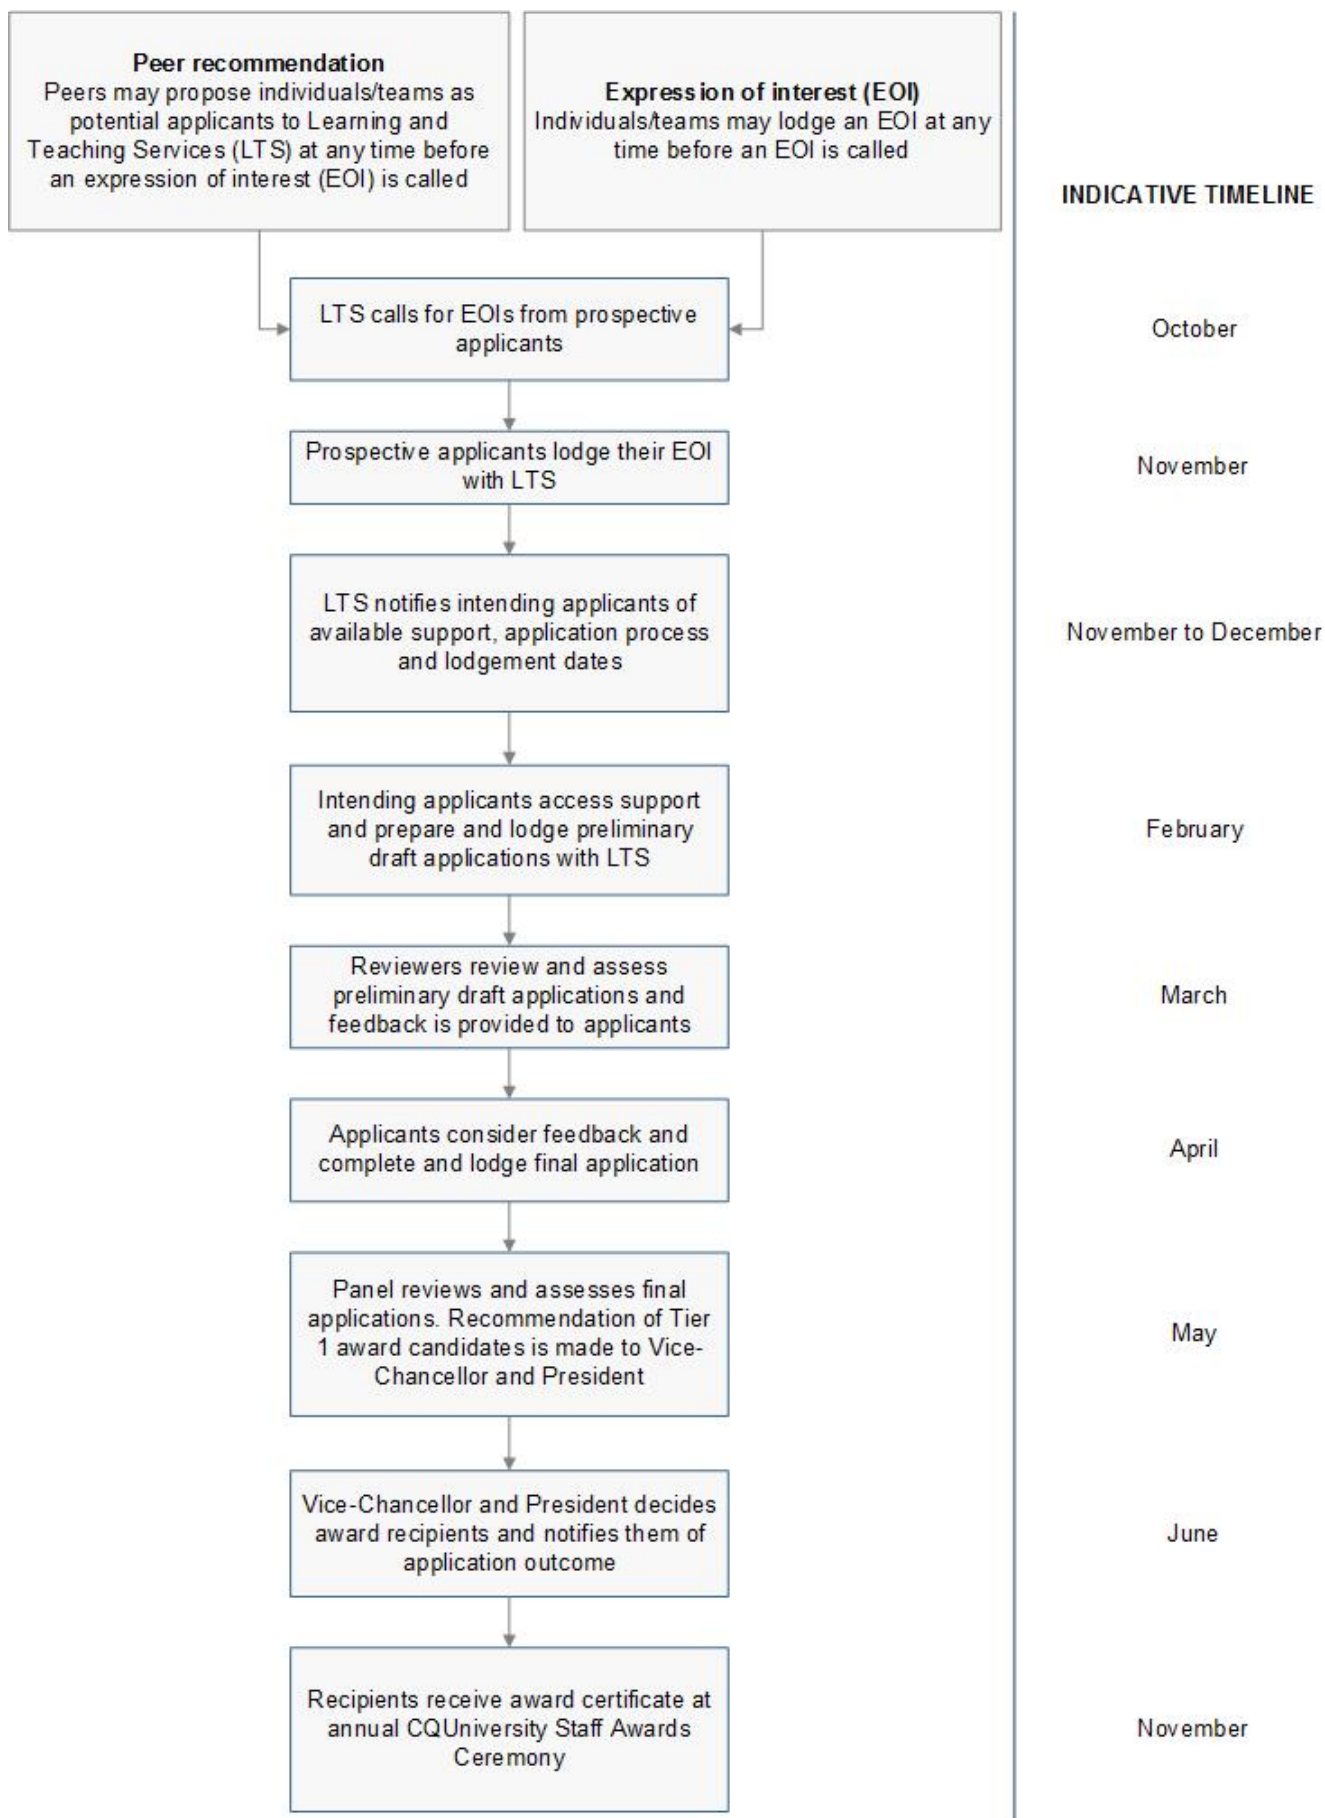 Peer recommendation
Peers may propose individuals/teams as
potential applicants to Learning and
Teaching Services (LTS) at any time before
an expression of interest (EOI) is called
Expression of interest (EOI)
Individuals/teams may lodge an EOI at any
time before an EOI is called
INDICATIVE TIMELINE
LTS calls for EOIs from prospective
applicants
October
Prospective applicants lodge their EOI
with LTS
November
LTS notifies intending applicants of
available support, application process
and lodgement dates
November to December
Intending applicants access support
and prepare and lodge preliminary
draft applications with LTS
February
Reviewers review and assess
preliminary draft applications and
feedback is provided to applicants
March
Applicants consider feedback and
complete and lodge final application
April
Panel reviews and assesses final
applications. Recommendation of Tier
1 award candidates is made to Vice-
Chancellor and President
May
Vice-Chancellor and President decides
award recipients and notifies them of
application outcome
June
Recipients receive award certificate at
annual CQUniversity Staff Awards
Ceremony
November